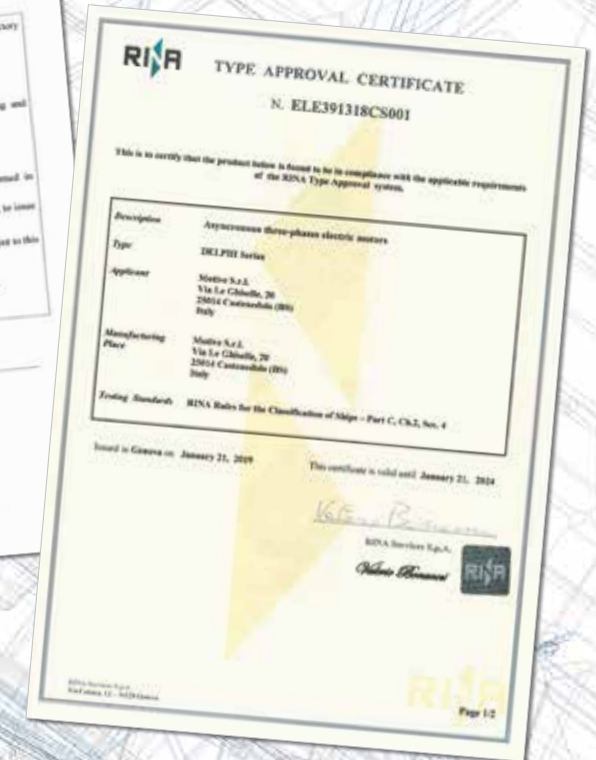 ctory
ng and
RINA
TYPE APPROVAL CERTIFICATE
N. ELE391318CS001
This is to certify that the product below is found to be in compliance with the applicable requirements
of the RINA Type Approval system.
Description Asyncronous three-phases electric motors
Type DELPHI Series
Applicant Motive S.r.l.
Via Le Ghiselle, 20
25014 Castenedolo (BS)
Italy
Manufacturing Motive S.r.l.
Place Via Le Ghiselle, 20
25014 Castenedolo (BS)
Italy
Testing Standards RINA Rules for the Classification of Ships – Part C, Ch.2, Sec. 4
Issued in Genova on January 21, 2019
This certificate is valid until January 21, 2024
RINA Services S.p.A.
RINA
RINA Services S.p.A.
RINA
Page 1/2